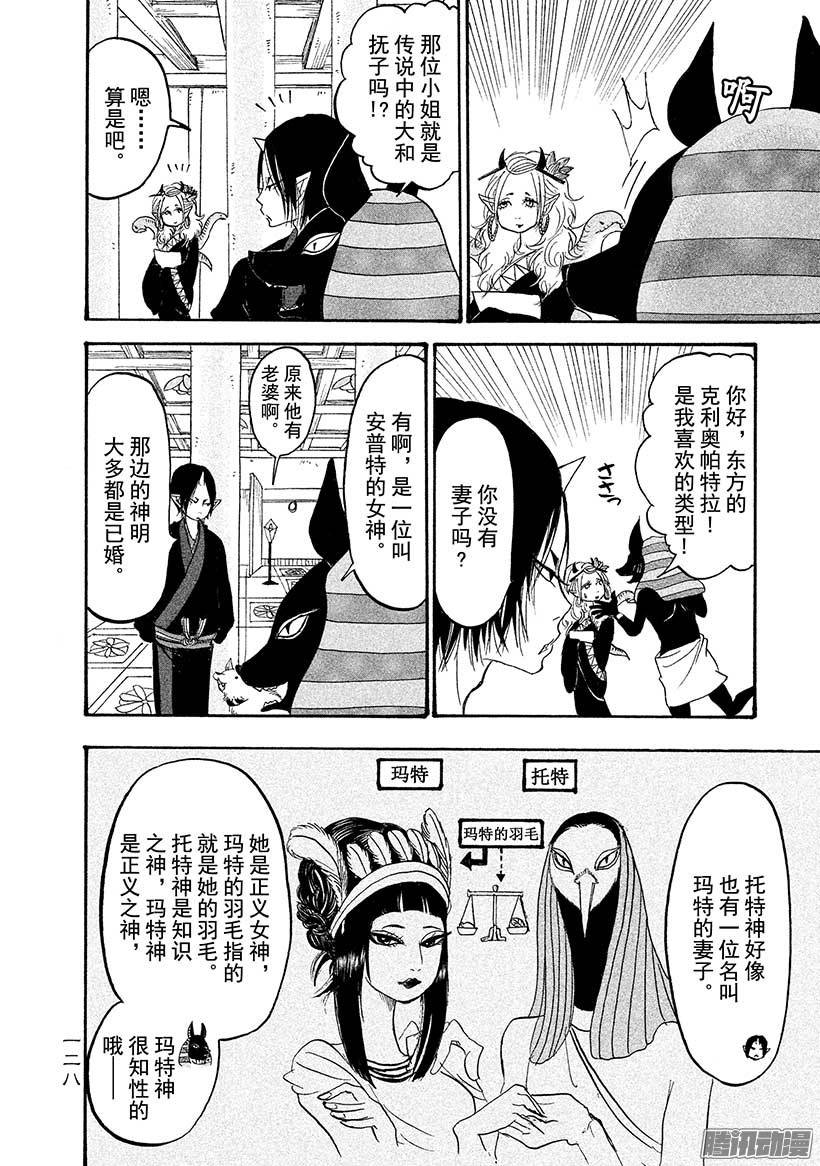 啊
那位小姐就是
传说中的大和
抚子吗!?
嗯……
算是吧。
你好，东方的
克利奥帕特拉！
是我喜欢的类型！
さっ
你没有
妻子吗？
有啊，是一位叫
安普特的女神。
原来他有
老婆啊。
那边的神明
大多都是已婚。
托特神好像
也有一位名叫
玛特的妻子。
托特
玛特
玛特的羽毛
她是正义女神，
玛特的羽毛指的
就是她的羽毛。
托特神是知识
之神，玛特神
是正义之神，
玛特神
很知性的
哦——
一二八
腾讯动漫